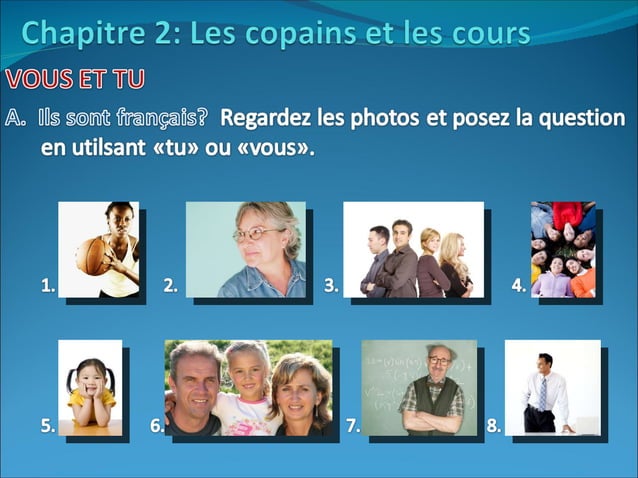 Chapitre 2: Les copains et les cours
VOUS ET TU
A. Ils sont français? Regardez les photos et posez la question
en utilsant «tu» ou «vous».
1. 2. 3. 4.
5. 6. 7. 8.